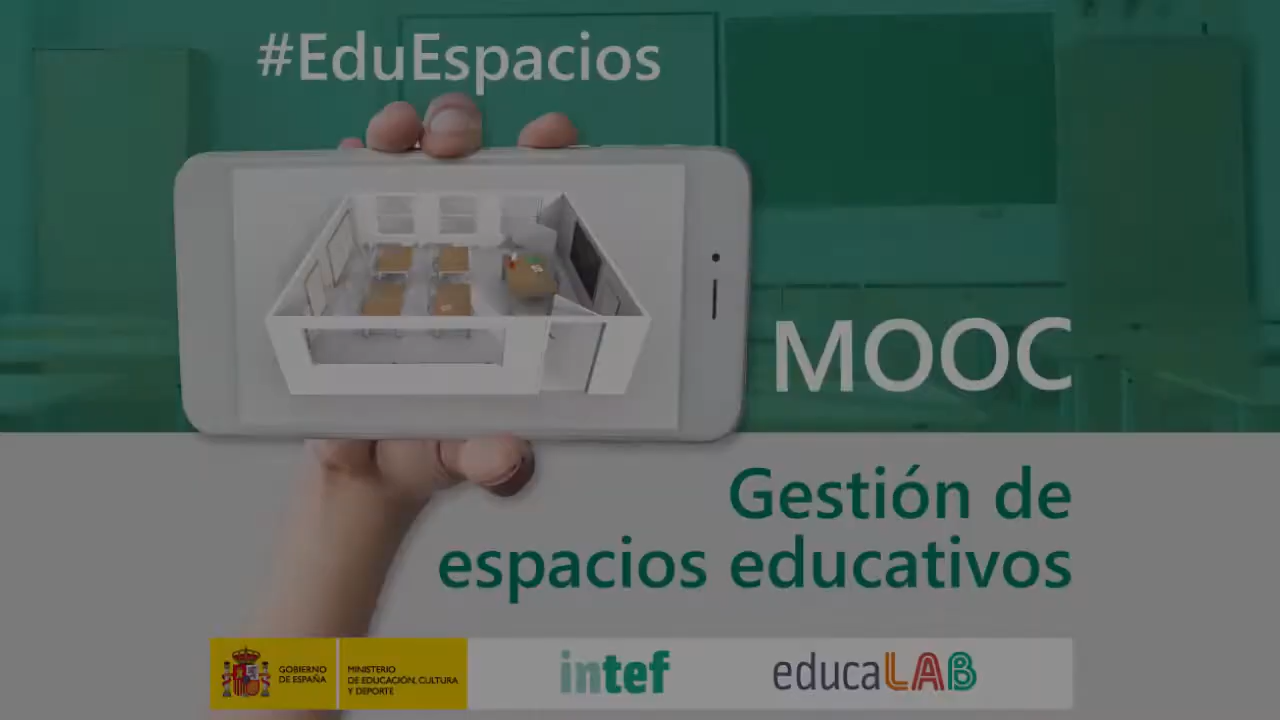 #EduEspacios
MOOC
Gestión de
espacios educativos
GOBIERNO
DE ESPAÑA
MINISTERIO
DE EDUCACIÓN, CULTURA
Y DEPORTE
intef
educaLAB